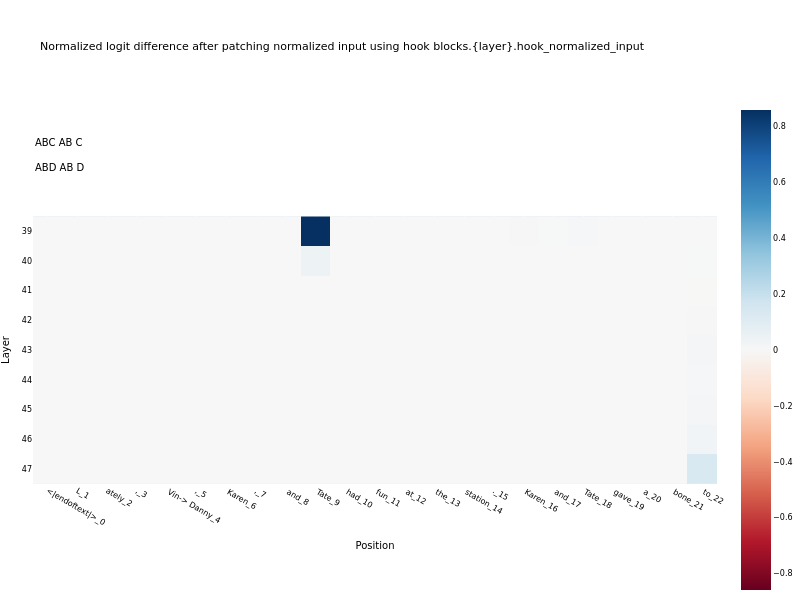 Normalized logit difference after patching normalized input using hook blocks.{layer}.hook_normalized_input
ABC AB C
ABD AB D
0.8
0.6
0.4
0.2
0
−0.2
−0.4
−0.6
−0.8
Layer
39
40
41
42
43
44
45
46
47
<|endoftext|>_0
L_1
ately_2
,_3
Vin-> Danny_4
,_5
Karen_6
,_7
and_8
Tate_9
had_10
fun_11
at_12
the_13
station_14
._15
Karen_16
and_17
Tate_18
gave_19
a_20
bone_21
to_22
Position